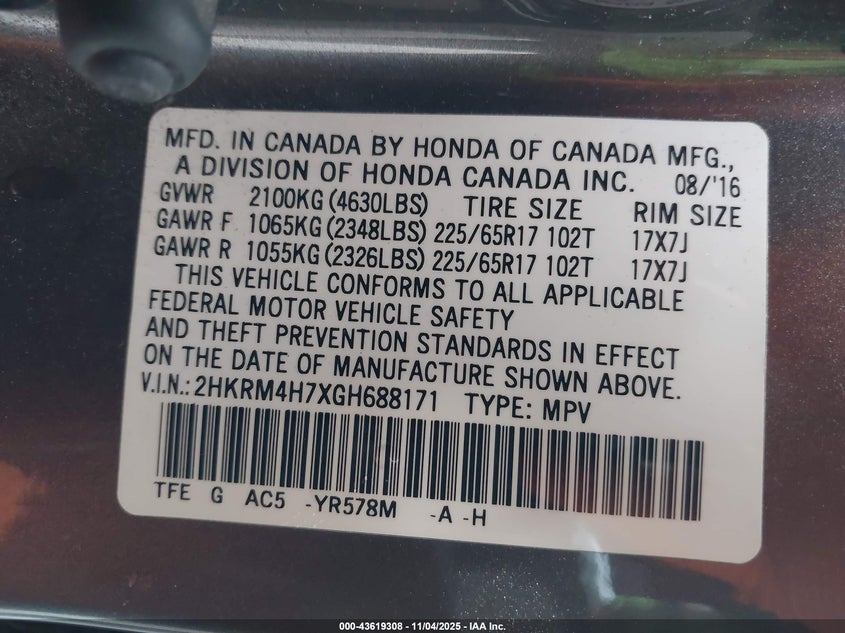 MFD. IN CANADA BY HONDA OF CANADA MFG.,
A DIVISION OF HONDA CANADA INC. 08/'16
GVWR 2100KG (4630LBS) TIRE SIZE RIM SIZE
GAWR F 1065KG (2348LBS) 225/65R17 102T 17X7J
GAWR R 1055KG (2326LBS) 225/65R17 102T 17X7J
THIS VEHICLE CONFORMS TO ALL APPLICABLE
FEDERAL MOTOR VEHICLE SAFETY
AND THEFT PREVENTION STANDARDS IN EFFECT
ON THE DATE OF MANUFACTURE SHOWN ABOVE.
V.I.N.: 2HKRM4H7XGH688171 TYPE: MPV
TFE G AC5 -YR578M -A -H
000-43619308 - 11/04/2025 - IAA Inc.